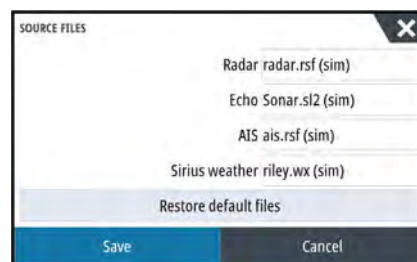 SOURCE FILES
Radar radar.rsf (sim)
Echo Sonar.sl2 (sim)
AIS ais.rsf (sim)
Sirius weather riley.wx (sim)
Restore default files
Save Cancel